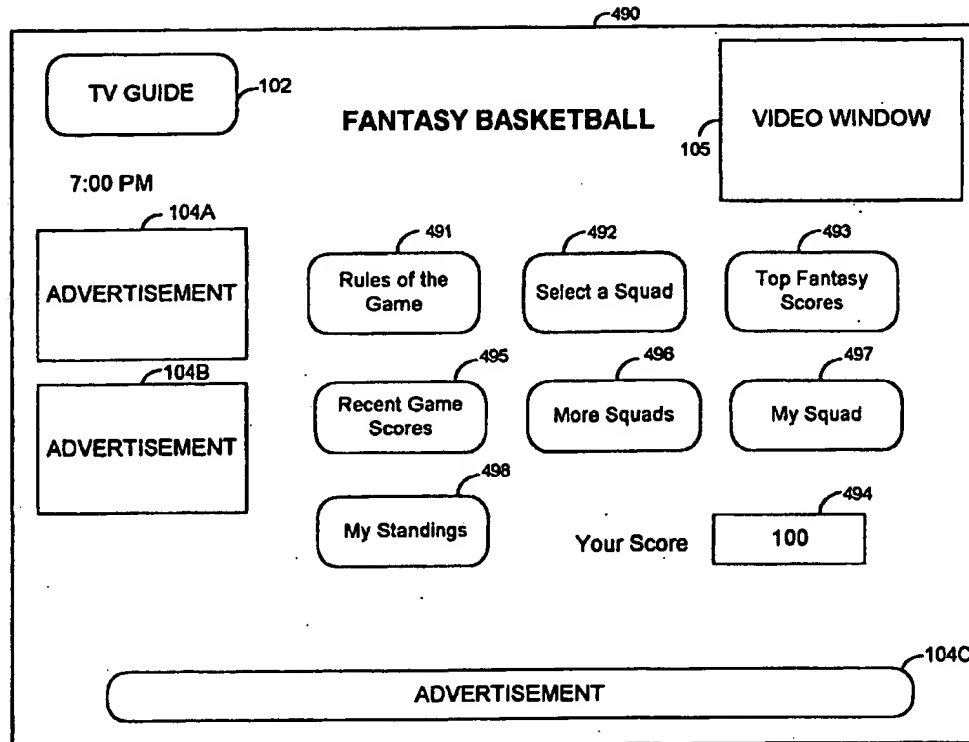 490
TV GUIDE
102
FANTASY BASKETBALL
105
VIDEO WINDOW
7:00 PM
104A
ADVERTISEMENT
104B
ADVERTISEMENT
491
Rules of the
Game
492
Select a Squad
493
Top Fantasy
Scores
495
Recent Game
Scores
496
More Squads
497
My Squad
498
My Standings
Your Score
494
100
104C
ADVERTISEMENT